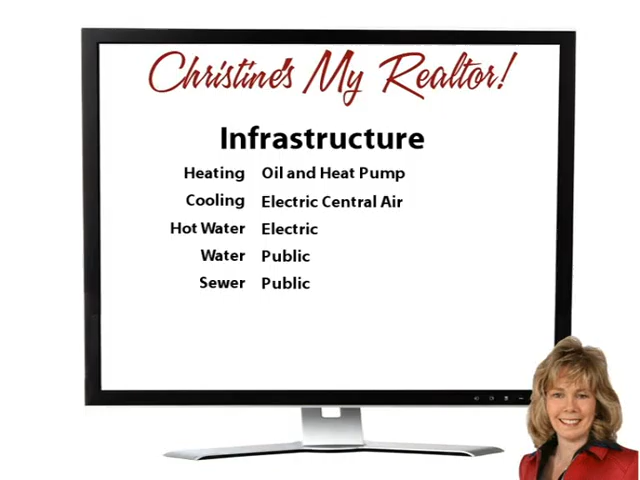 Christine's My Realtor!
Infrastructure
Heating Oil and Heat Pump
Cooling Electric Central Air
Hot Water Electric
Water Public
Sewer Public